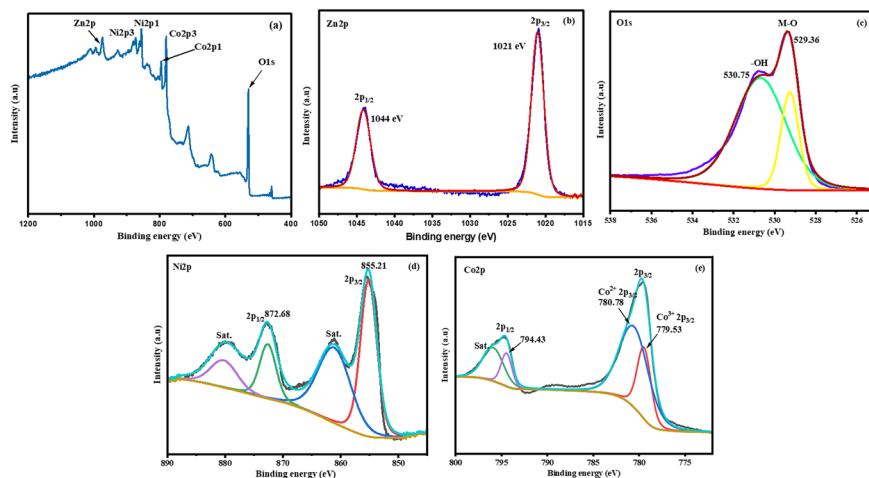 (a)
Zn2p
Ni2p3
Ni2p1
Co2p3
Co2p1
O1s
Intensity (a.u)
1200 1000 800 600 400
Binding energy (eV)
(b)
Zn2p
2p3/2
1021 eV
2p1/2
1044 eV
Intensity (a.u)
1050 1045 1040 1035 1030 1025 1020 1015
Binding energy (eV)
(c)
O1s
M-O
529.36
-OH
530.75
Intensity (a.u)
538 536 534 532 530 528 526
Binding energy (eV)
(d)
Ni2p
855.21
2p3/2
2p1/2 872.68
Sat.
Sat.
Intensity (a.u)
890 880 870 860 850
Binding energy (eV)
(e)
Co2p
2p3/2
Co2+ 2p3/2
780.78
Co3+ 2p3/2
779.53
2p1/2
794.43
Sat.
Intensity (a.u)
800 795 790 785 780 775
Binding energy (eV)